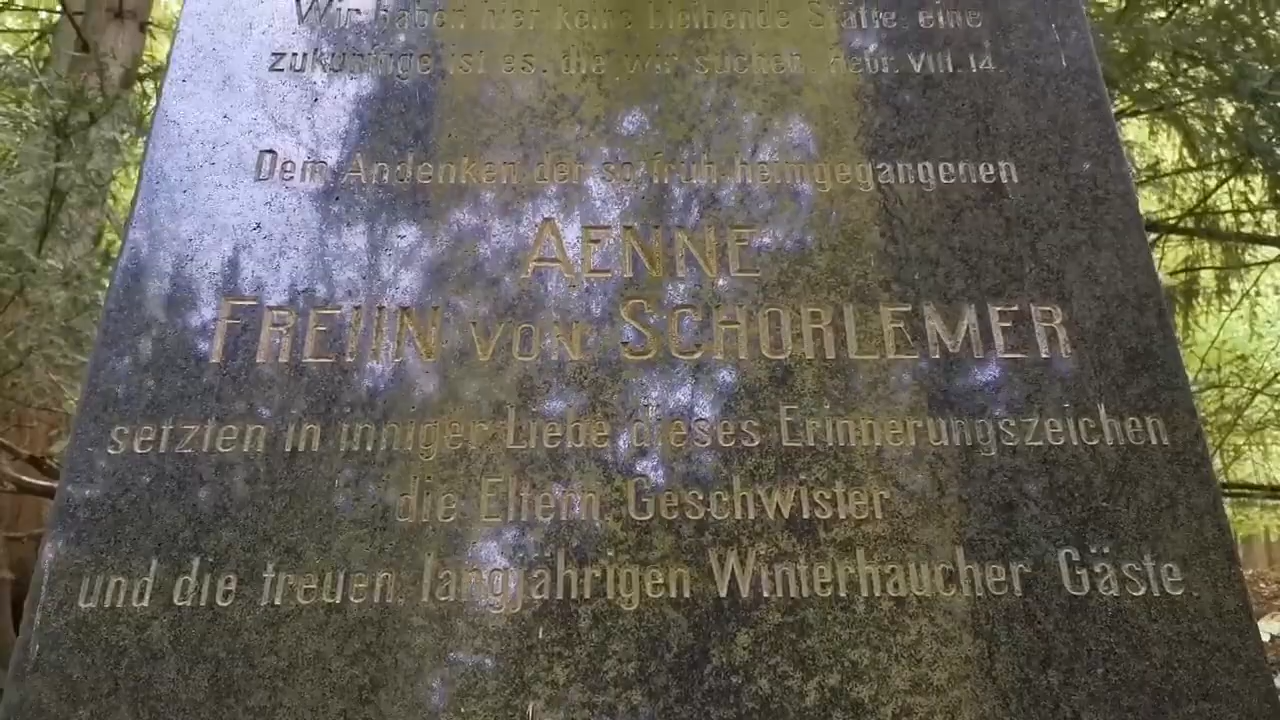 Wir haben hier keine bleibende Stätte, eine
zukünftige ist es, die wir suchen. Hebr. VIII. 14.
Dem Andenken der so früh heimgegangenen
AENNE
FREIIN VON SCHORLEMER
setzten in inniger Liebe dieses Erinnerungszeichen
die Eltern, Geschwister
und die treuen, langjährigen Winterhaucher Gäste.